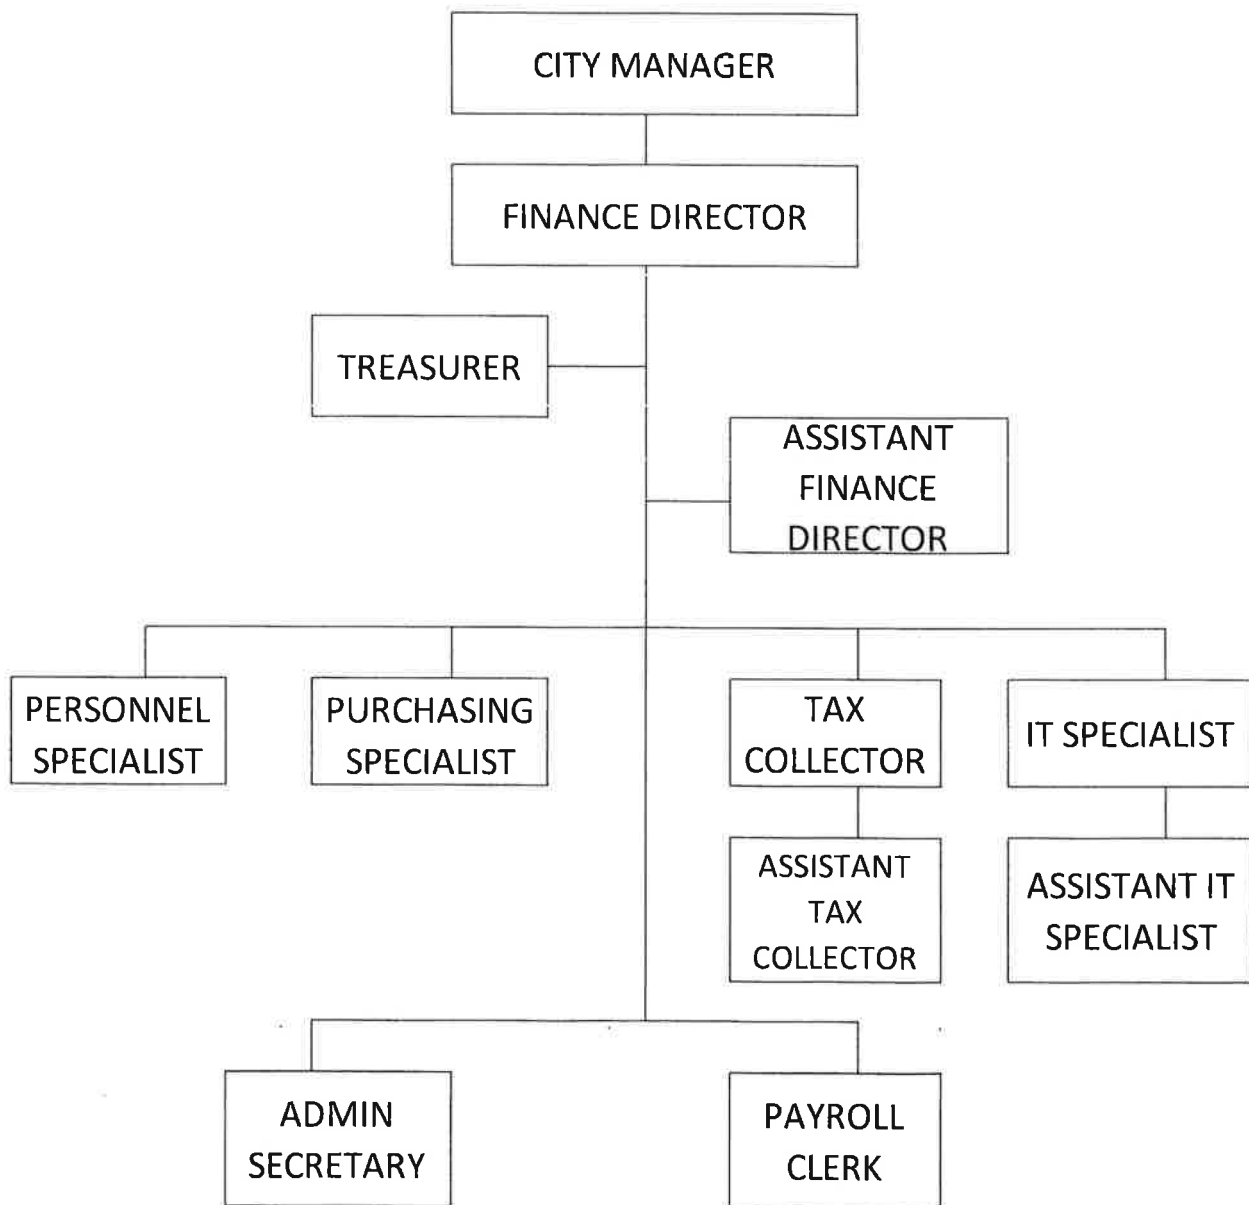 CITY MANAGER
FINANCE DIRECTOR
TREASURER
ASSISTANT
FINANCE
DIRECTOR
PERSONNEL
SPECIALIST
PURCHASING
SPECIALIST
TAX
COLLECTOR
IT SPECIALIST
ASSISTANT
TAX
COLLECTOR
ASSISTANT IT
SPECIALIST
ADMIN
SECRETARY
PAYROLL
CLERK